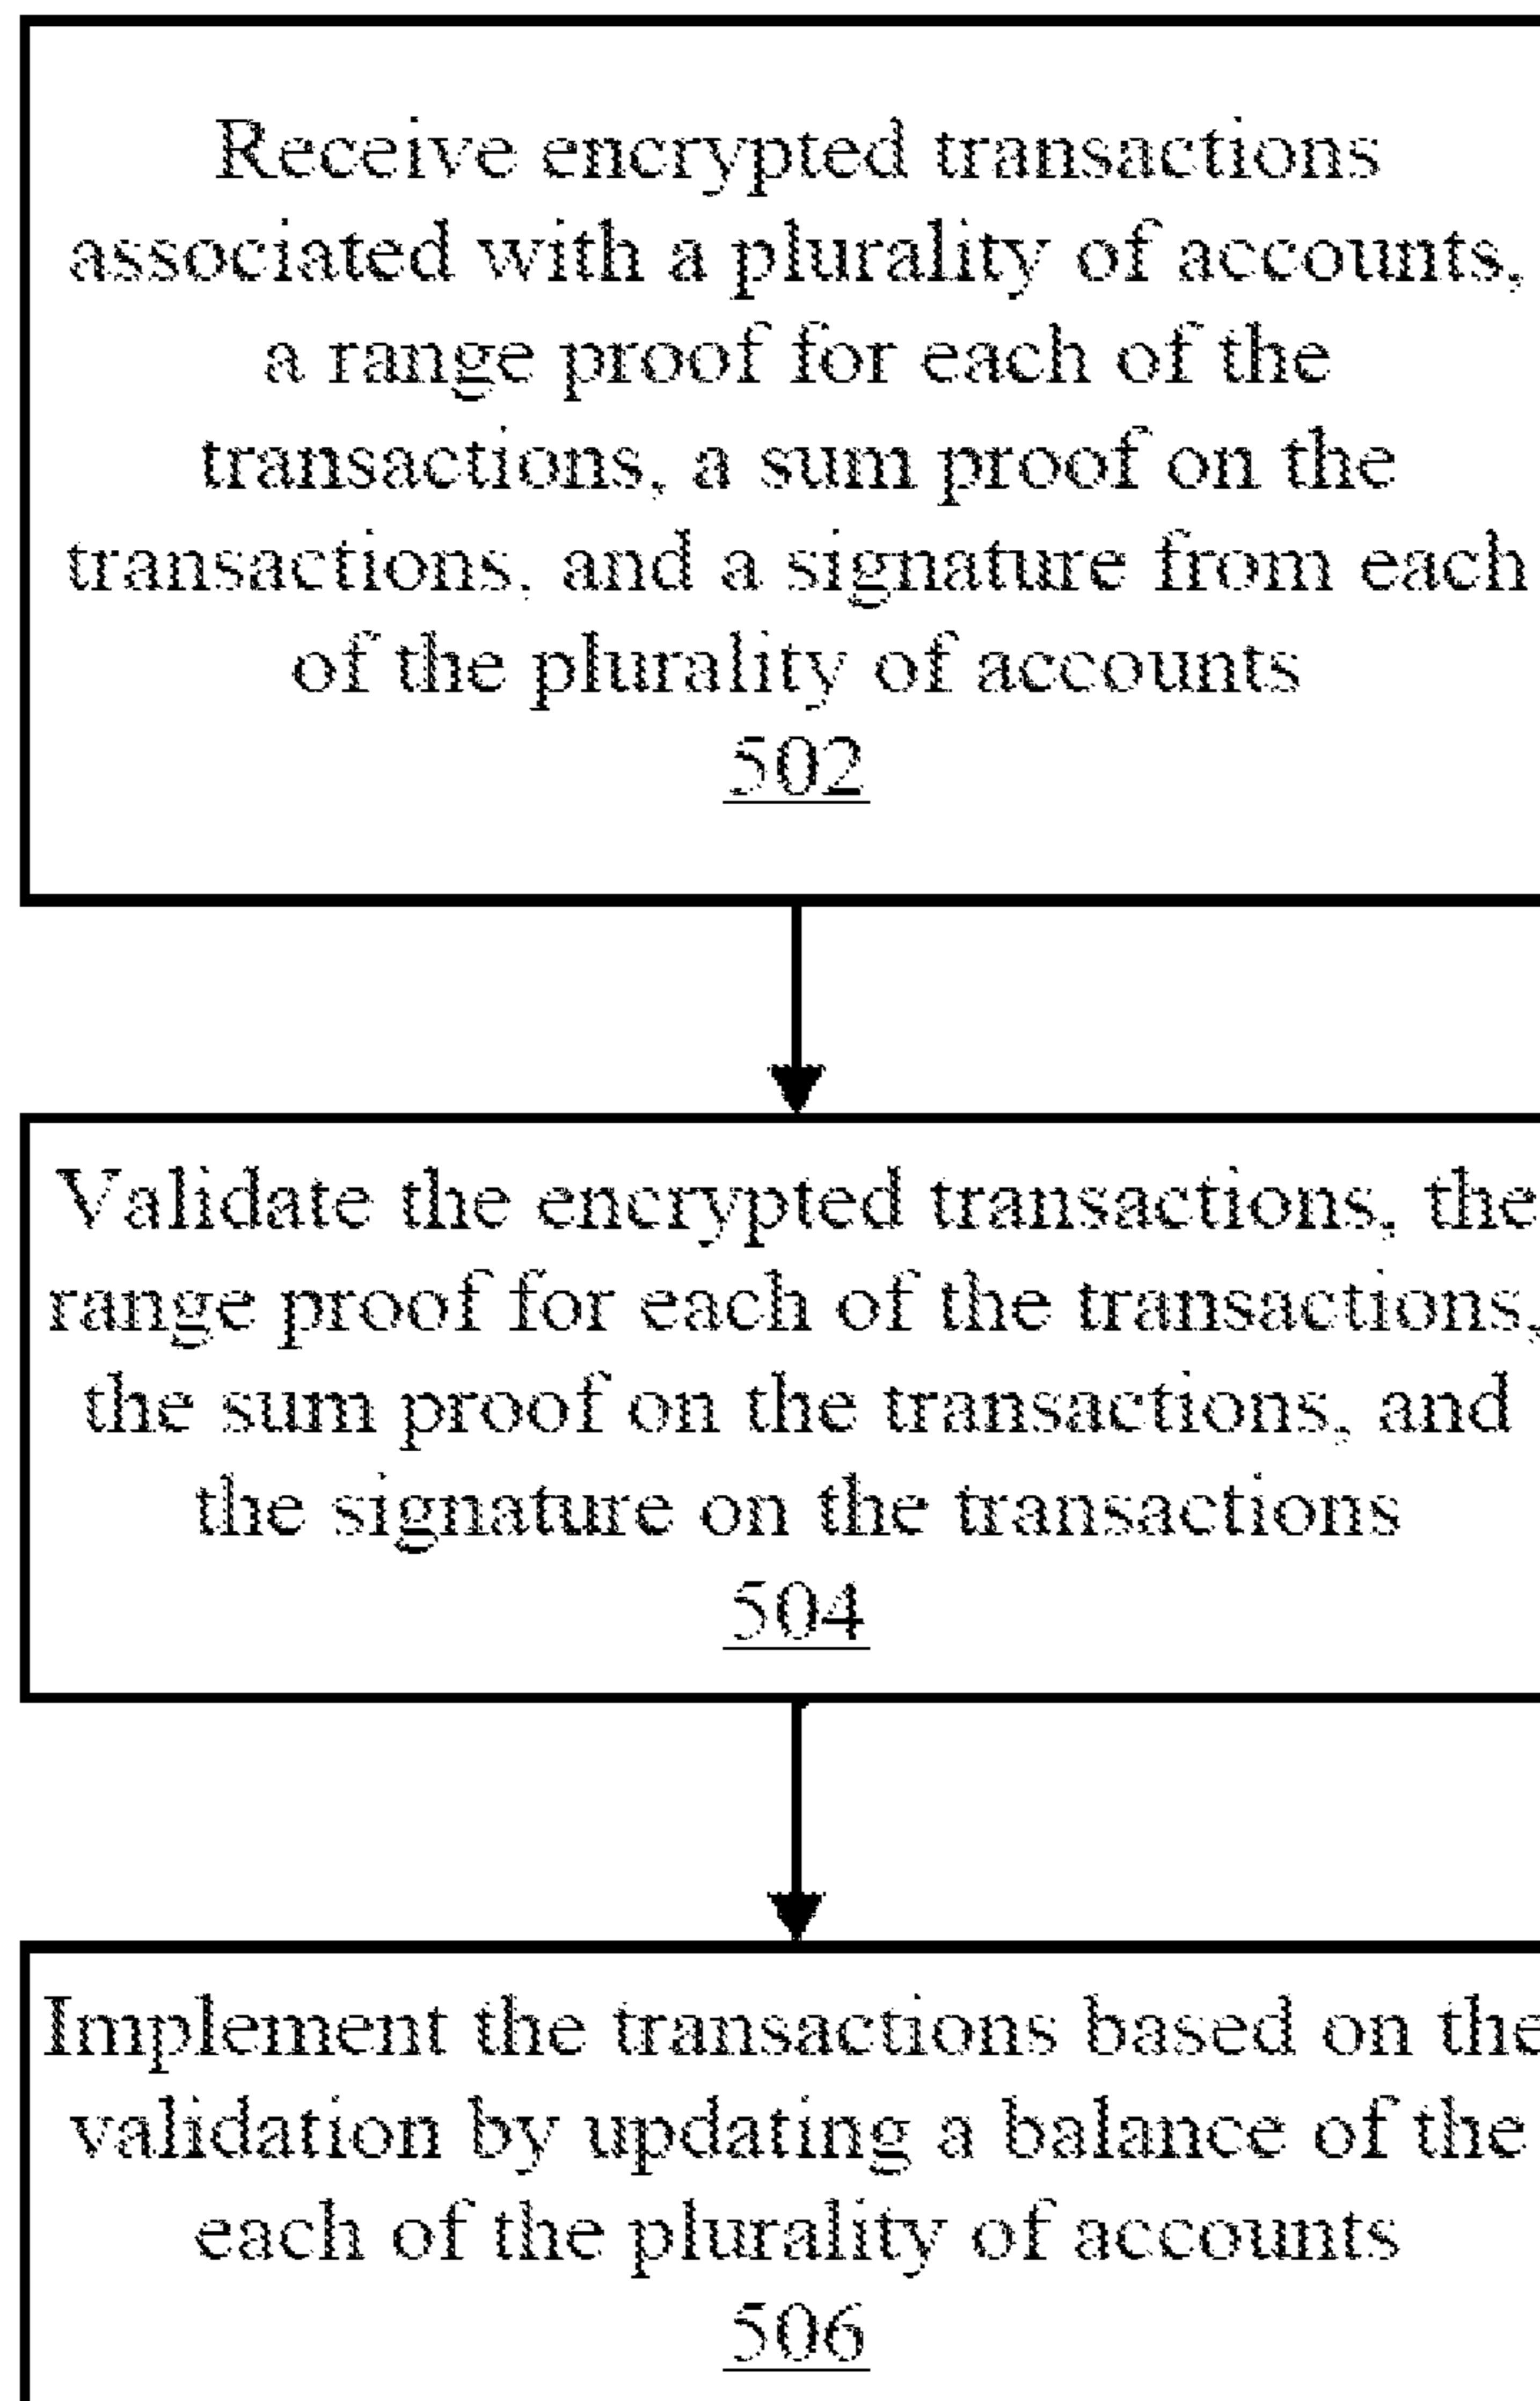 Receive encrypted transactions
associated with a plurality of accounts,
a range proof for each of the
transactions, a sum proof on the
transactions, and a signature from each
of the plurality of accounts
502
Validate the encrypted transactions, the
range proof for each of the transactions,
the sum proof on the transactions, and
the signature on the transactions
504
Implement the transactions based on the
validation by updating a balance of the
each of the plurality of accounts
506